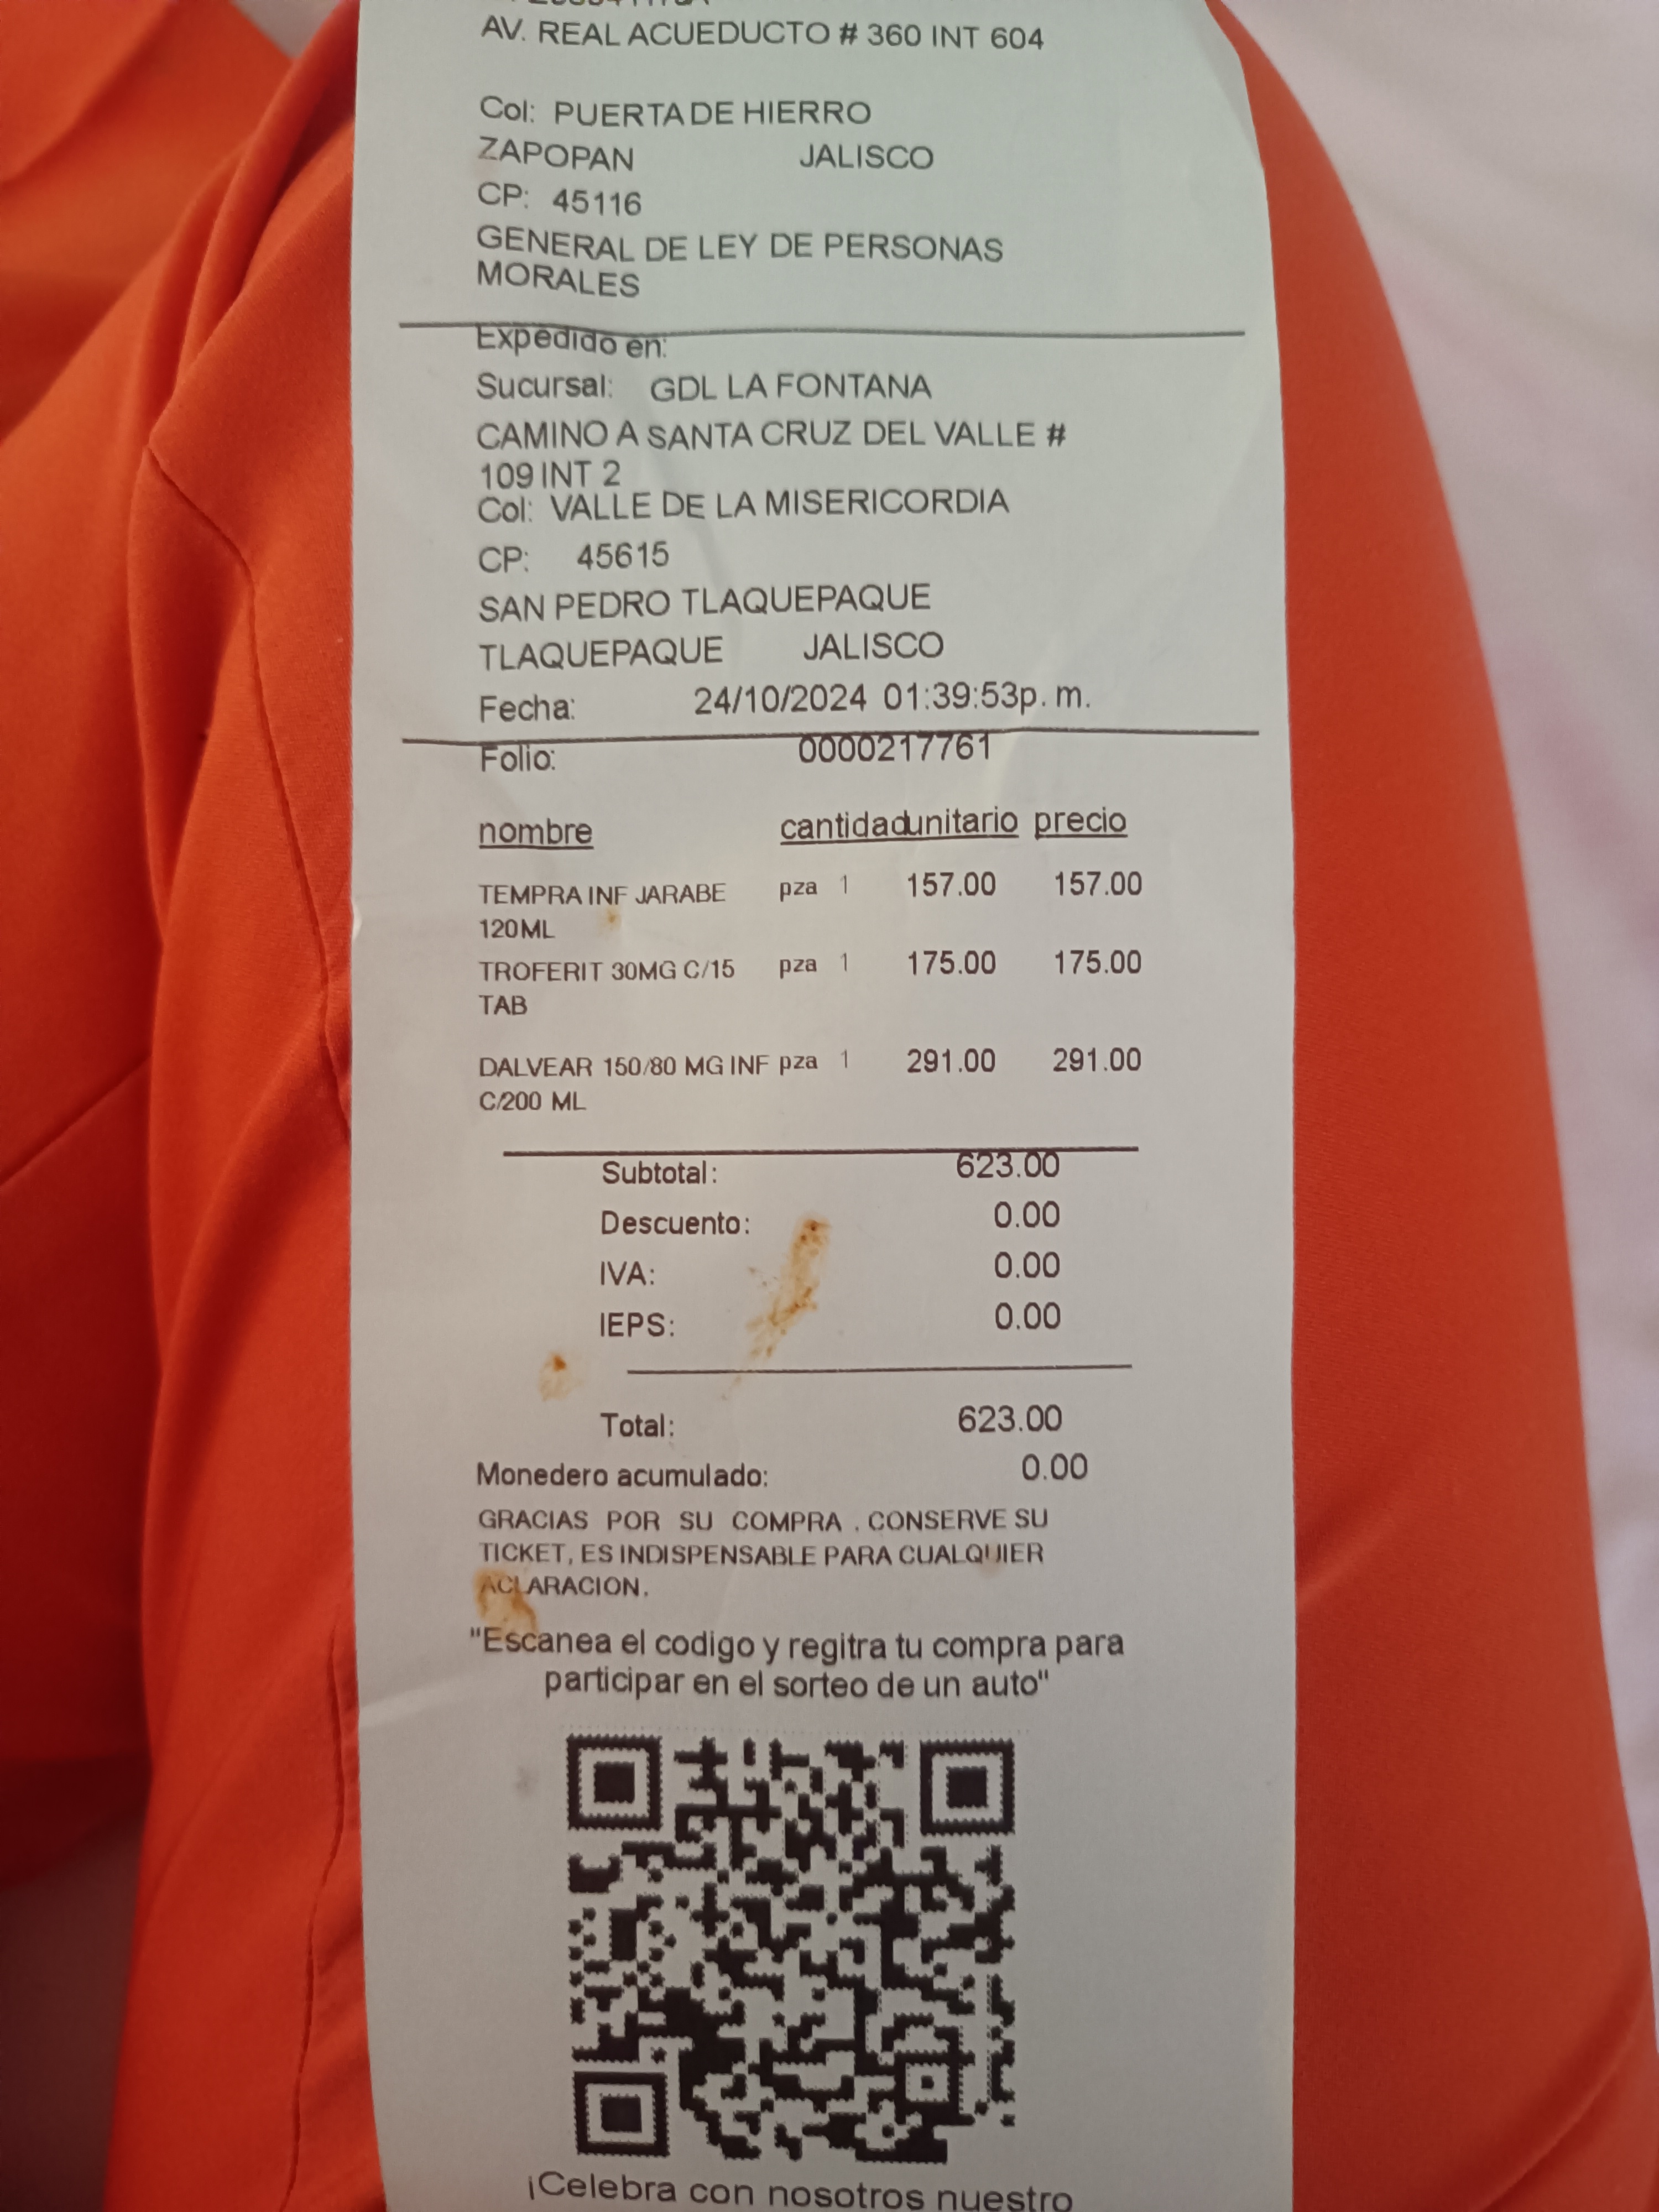 AV. REAL ACUEDUCTO # 360 INT 604
Col: PUERTA DE HIERRO
ZAPOPAN JALISCO
CP: 45116
GENERAL DE LEY DE PERSONAS
MORALES
Expedido en:
Sucursal: GDL LA FONTANA
CAMINO A SANTA CRUZ DEL VALLE #
109 INT 2
Col: VALLE DE LA MISERICORDIA
CP: 45615
SAN PEDRO TLAQUEPAQUE
TLAQUEPAQUE JALISCO
Fecha: 24/10/2024 01:39:53p. m.
Folio: 0000217761
nombre cantidad unitario precio
TEMPRA INF JARABE pza 1 157.00 157.00
120ML
TROFERIT 30MG C/15 pza 1 175.00 175.00
TAB
DALVEAR 150/80 MG INF pza 1 291.00 291.00
C/200 ML
Subtotal: 623.00
Descuento: 0.00
IVA: 0.00
IEPS: 0.00
Total: 623.00
Monedero acumulado: 0.00
GRACIAS POR SU COMPRA . CONSERVE SU
TICKET, ES INDISPENSABLE PARA CUALQUIER
ACLARACION.
"Escanea el codigo y regitra tu compra para
participar en el sorteo de un auto"
¡Celebra con nosotros nuestro